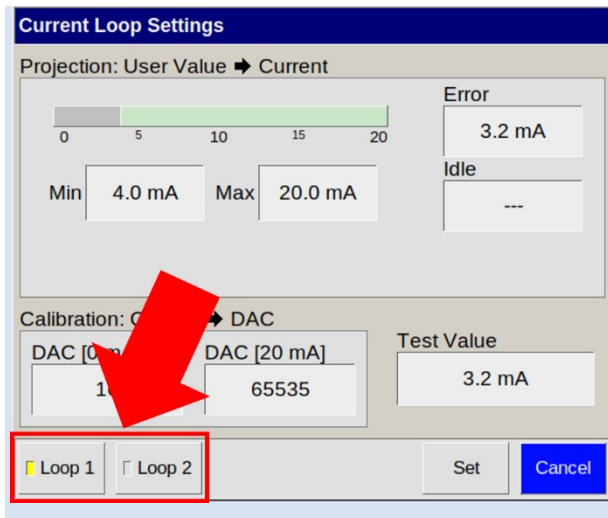 Current Loop Settings
Projection: User Value ➡ Current
Error
3.2 mA
0 5 10 15 20
Idle
---
Min 4.0 mA Max 20.0 mA
Calibration: ➡ DAC
DAC [0 DAC [20 mA]
65535
Test Value
3.2 mA
Loop 1 Loop 2 Set Cancel